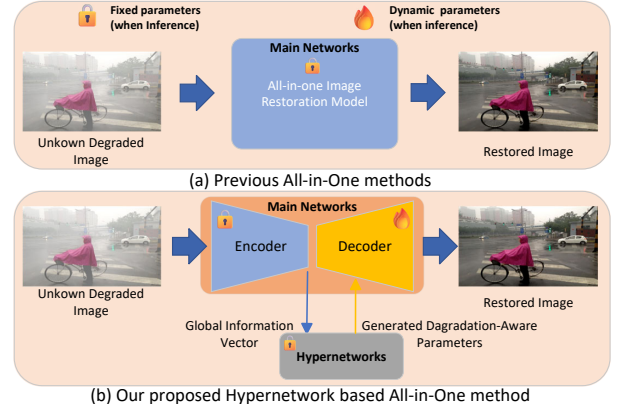 Fixed parameters
(when Inference)
Dynamic parameters
(when inference)
Main Networks
All-in-one Image
Restoration Model
Unkown Degraded
Image
Restored Image
(a) Previous All-in-One methods
Main Networks
Encoder
Decoder
Unkown Degraded
Image
Restored Image
Global Information
Vector
Generated Dagradation-Aware
Parameters
Hypernetworks
(b) Our proposed Hypernetwork based All-in-One method